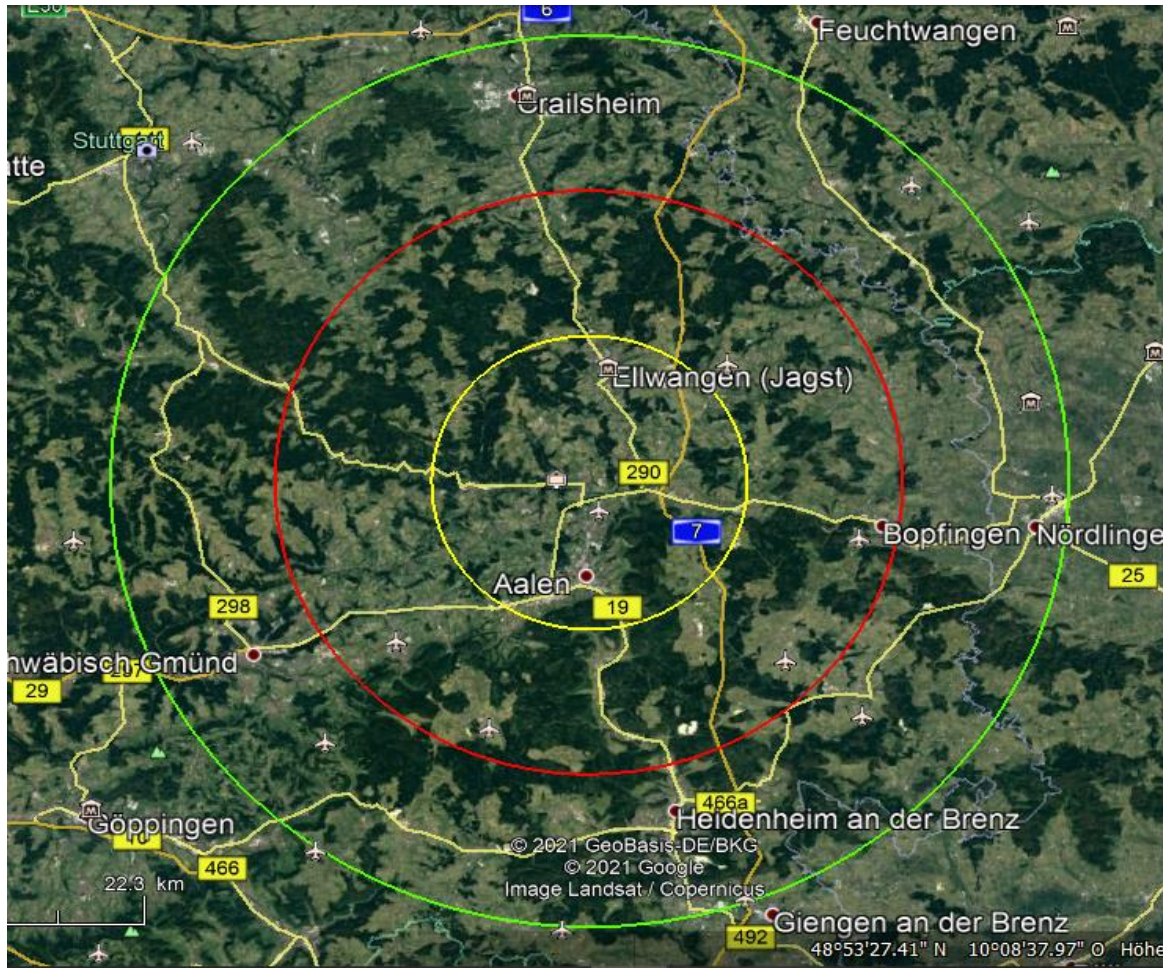 6
Feuchtwangen
Crailsheim
Stuttgart
atte
Ellwangen (Jagst)
290
7
Bopfingen
Nördlinge
Aalen
25
19
298
hwäbisch Gmünd
29
466a
Heidenheim an der Brenz
Göppingen
© 2021 GeoBasis-DE/BKG
© 2021 Google
466
22.3 km
Image Landsat / Copernicus
Giengen an der Brenz
492
48°53'27.41" N 10°08'37.97" O Höhe